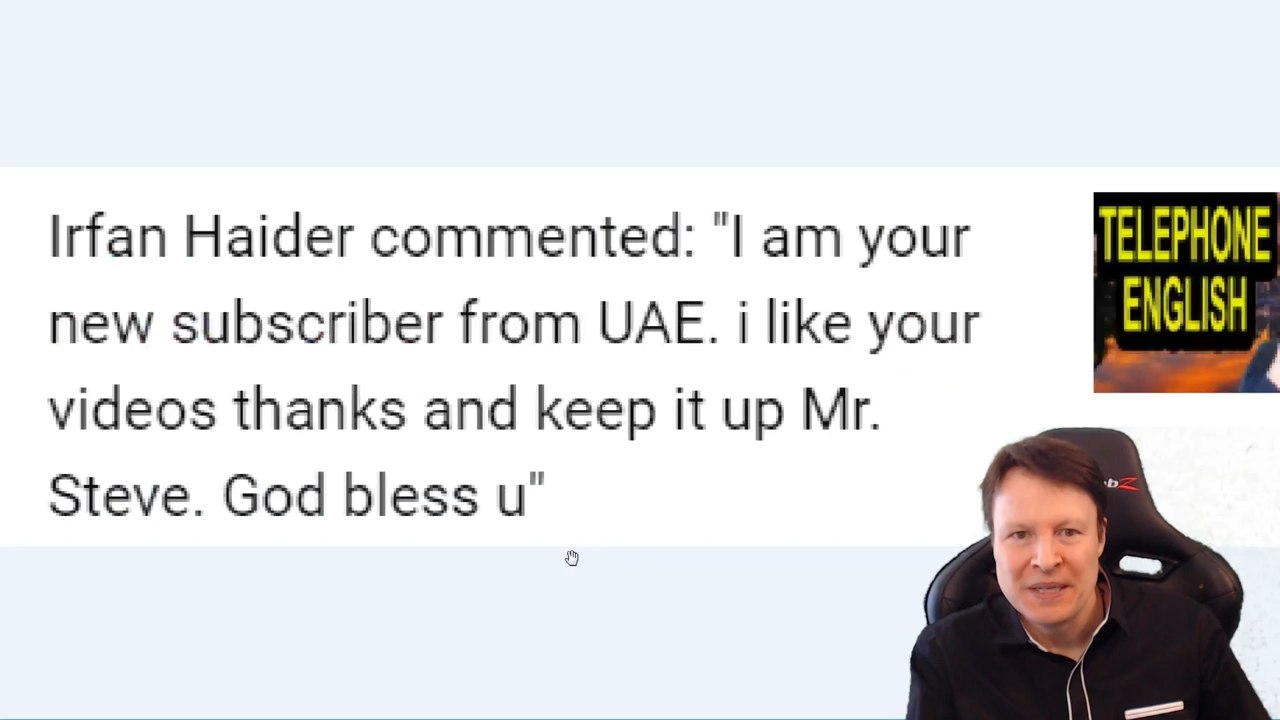 Irfan Haider commented: "I am your
new subscriber from UAE. i like your
videos thanks and keep it up Mr.
Steve. God bless u"
TELEPHONE
ENGLISH